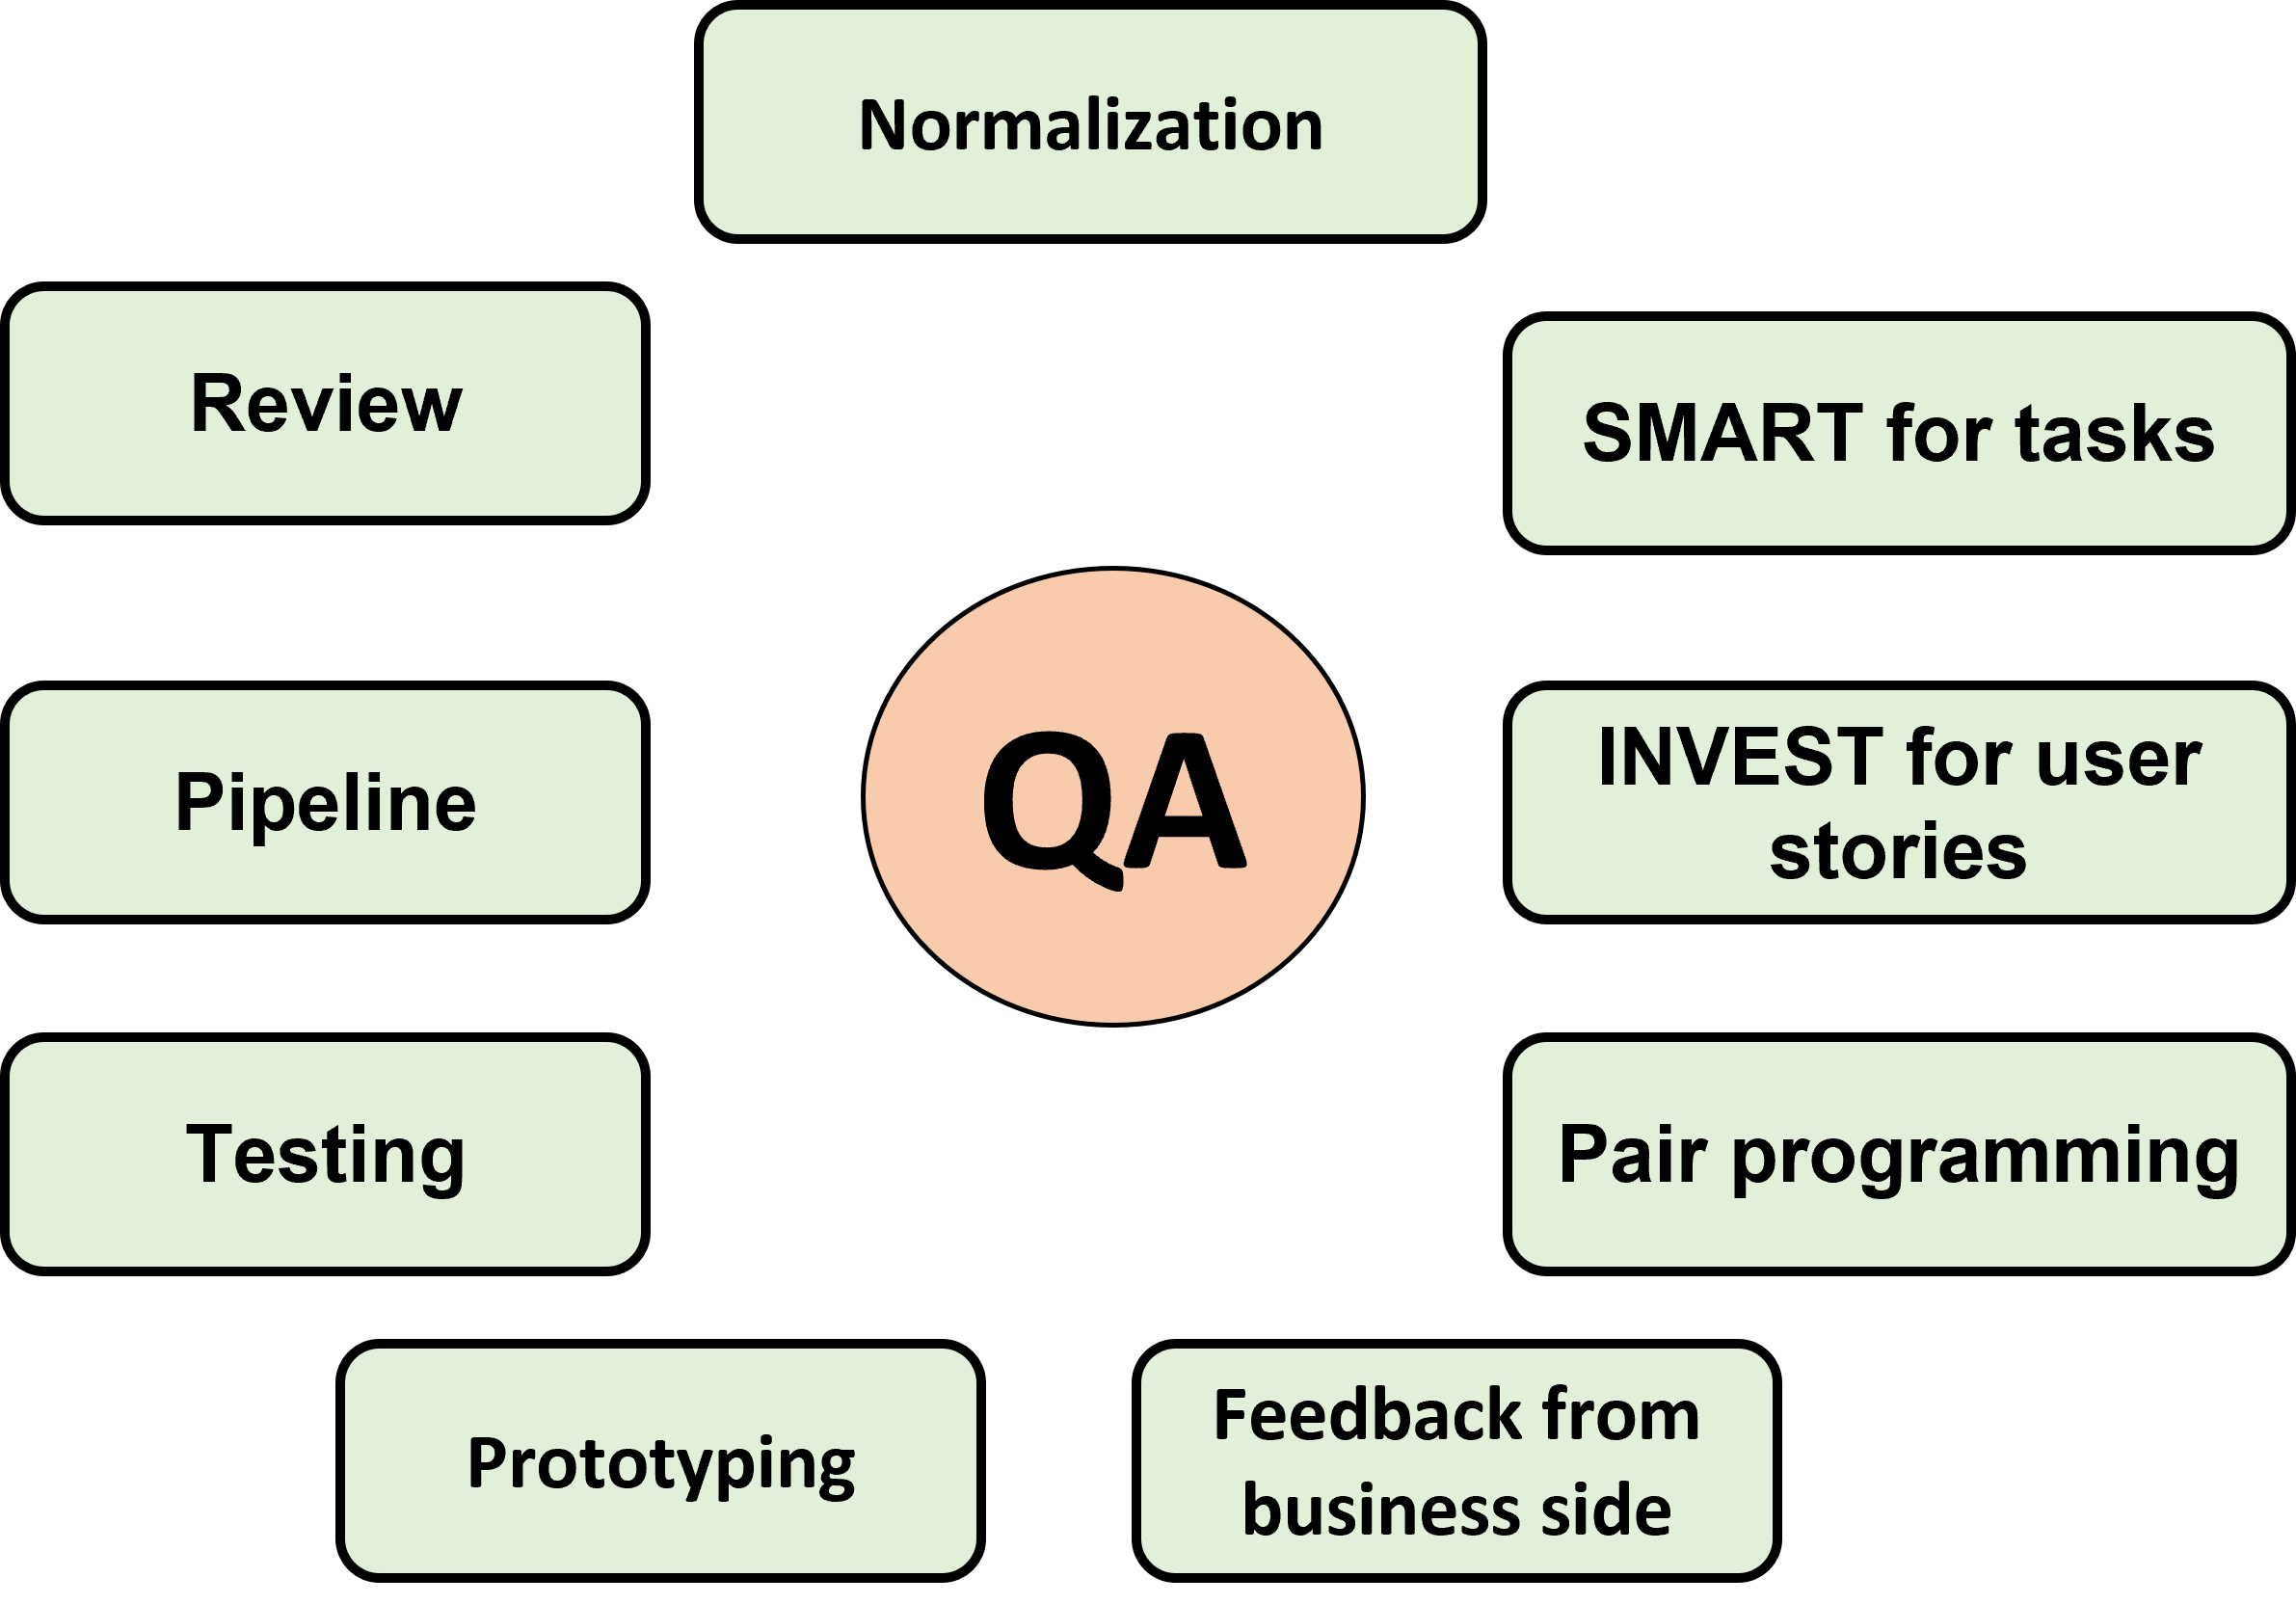 Normalization
Review
SMART for tasks
Pipeline
QA
INVEST for user
stories
Testing
Pair programming
Prototyping
Feedback from
business side